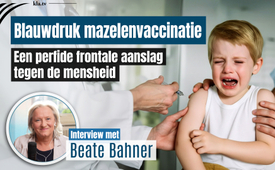 kla.tv
Blauwdruk mazelenvaccinatie
Een perfide frontale aanslag
tegen de mensheid
Interview met
Beate Bahner